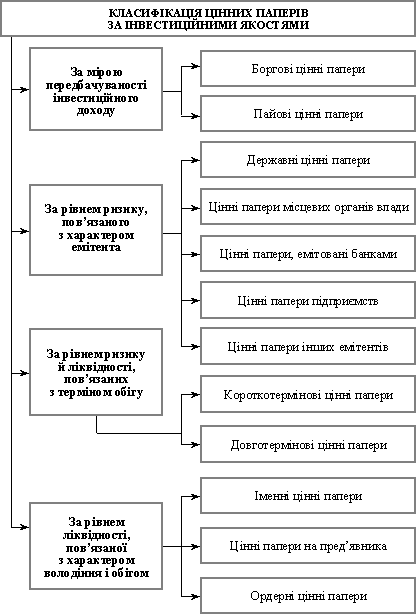 КЛАСИФІКАЦІЯ ЦІННИХ ПАПЕРІВ
ЗА ІНВЕСТИЦІЙНИМИ ЯКОСТЯМИ
За мірою
передбачуваності
інвестиційного
доходу
Боргові цінні папери
Пайові цінні папери
За рівнем ризику,
пов’язаного
з характером
емітента
Державні цінні папери
Цінні папери місцевих органів влади
Цінні папери, емітовані банками
Цінні папери підприємств
Цінні папери інших емітентів
За рівнем ризику
й ліквідності,
пов’язаних
з терміном обігу
Короткотермінові цінні папери
Довготермінові цінні папери
За рівнем
ліквідності,
пов’язаної
з характером
володіння і обігом
Іменні цінні папери
Цінні папери на пред’явника
Ордерні цінні папери